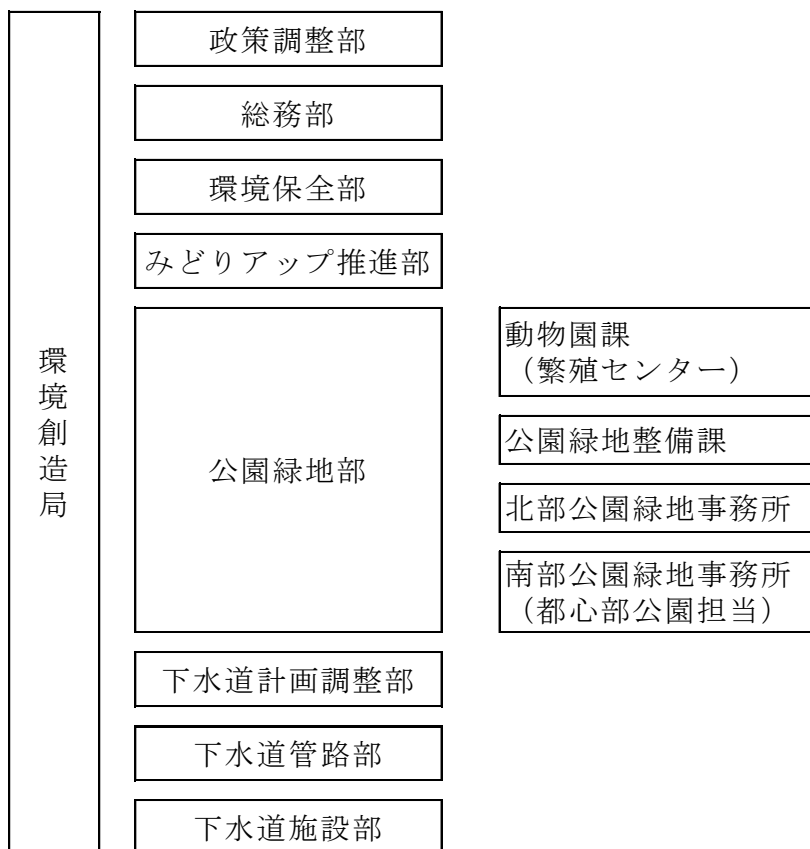 環境創造局
政策調整部
総務部
環境保全部
みどりアップ推進部
公園緑地部
動物園課
（繁殖センター）
公園緑地整備課
北部公園緑地事務所
南部公園緑地事務所
（都心部公園担当）
下水道計画調整部
下水道管路部
下水道施設部